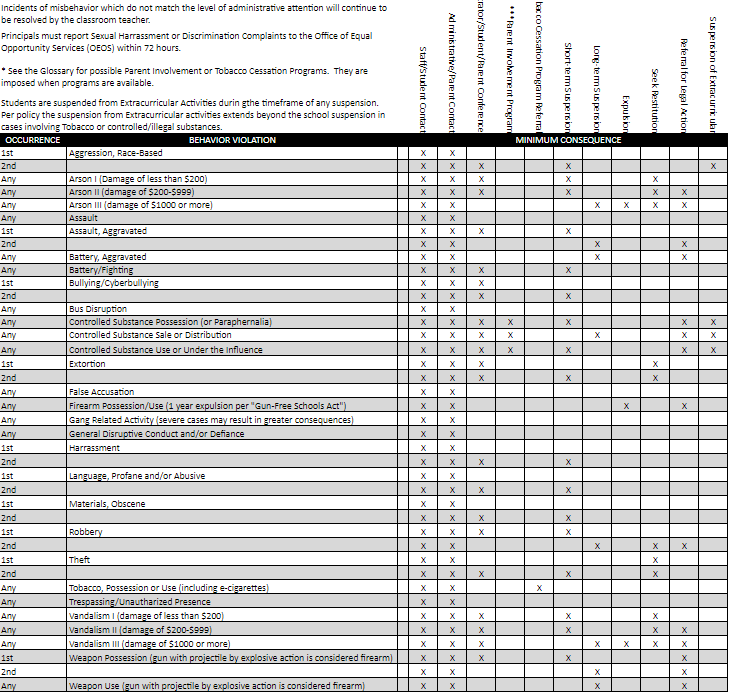 Incidents of misbehavior which do not match the level of administrative attention will continue to
be resolved by the classroom teacher.
Principals must report Sexual Harrassment or Discrimination Complaints to the Office of Equal
Opportunity Services (OEOS) within 72 hours.
* See the Glossary for possible Parent Involvement or Tobacco Cessation Programs. They are
imposed when programs are available.
Students are suspended from Extracurricular Activities durin gthe timeframe of any suspension.
Per policy the suspension from Extracurricular activities extends beyond the school suspension in
cases involving Tobacco or controlled/illegal substances.
Staff/Student Contact
Administrative/Parent Contact
rator/Student/Parent Conference
***Parent Involvement Program
bacco Cessation Program Referral
Short-term Suspension
Long-term Suspension
Expulsion
Seek Restitution
Referral for Legal Action
Suspension of Extracurricular
OCCURRENCE BEHAVIOR VIOLATION MINIMUM CONSEQUENCE
1st Aggression, Race-Based X X
2nd X X X X X
Any Arson I (Damage of less than $200) X X X X X
Any Arson II (damage of $200-$999) X X X X X X
Any Arson III (damage of $1000 or more) X X X X X X
Any Assault X X
1st Assault, Aggravated X X X X
2nd X X X X
Any Battery, Aggravated X X X X
Any Battery/Fighting X X X X
1st Bullying/Cyberbullying X X X
2nd X X X X
Any Bus Disruption X X
Any Controlled Substance Possession (or Paraphernalia) X X X X X X X
Any Controlled Substance Sale or Distribution X X X X X X X
Any Controlled Substance Use or Under the Influence X X X X X X X
1st Extortion X X X X
2nd X X X X X
Any False Accusation X X
Any Firearm Possession/Use (1 year expulsion per "Gun-Free Schools Act") X X X X
Any Gang Related Activity (severe cases may result in greater consequences) X X
Any General Disruptive Conduct and/or Defiance X X
1st Harrassment X X
2nd X X X X
1st Language, Profane and/or Abusive X X
2nd X X X X
1st Materials, Obscene X X
2nd X X X X
1st Robbery X X X X
2nd X X X X X
1st Theft X X X
2nd X X X X X
Any Tobacco, Possession or Use (including e-cigarettes) X X X
Any Trespassing/Unautharized Presence X X
Any Vandalism I (damage of less than $200) X X X X X
Any Vandalism II (damage of $200-$999) X X X X X X
Any Vandalism III (damage of $1000 or more) X X X X X X X
1st Weapon Possession (gun with projectile by explosive action is considered firearm) X X X X X
2nd X X X X
Any Weapon Use (gun with projectile by explosive action is considered firearm) X X X X